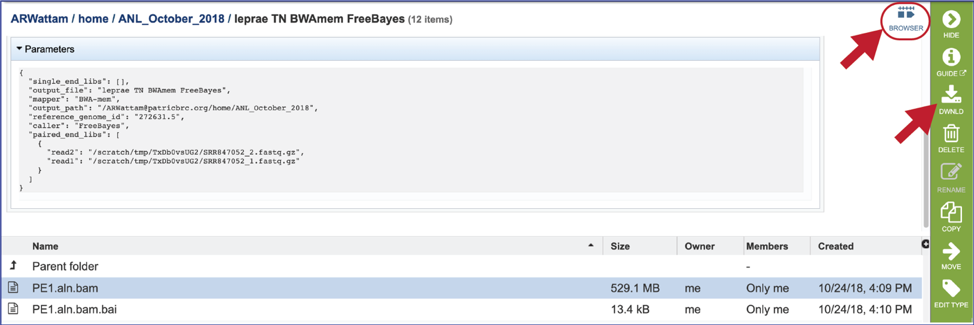 ARWattam / home / ANL_October_2018 / leprae TN BWAmem FreeBayes (12 items)
BROWSER
HIDE
GUIDE
DWNLD
DELETE
RENAME
COPY
MOVE
EDIT TYPE
Parameters
{
"single_end_libs": [],
"output_file": "leprae TN BWAmem FreeBayes",
"mapper": "BWA-mem",
"output_path": "/ARWattam@patricbrc.org/home/ANL_October_2018",
"reference_genome_id": "272631.5",
"caller": "FreeBayes",
"paired_end_libs": [
{
"read2": "/scratch/tmp/TxDb0vsUG2/SRR847052_2.fastq.gz",
"read1": "/scratch/tmp/TxDb0vsUG2/SRR847052_1.fastq.gz"
}
]
}
Name Size Owner Members Created
Parent folder -
PE1.aln.bam 529.1 MB me Only me 10/24/18, 4:09 PM
PE1.aln.bam.bai 13.4 kB me Only me 10/24/18, 4:10 PM